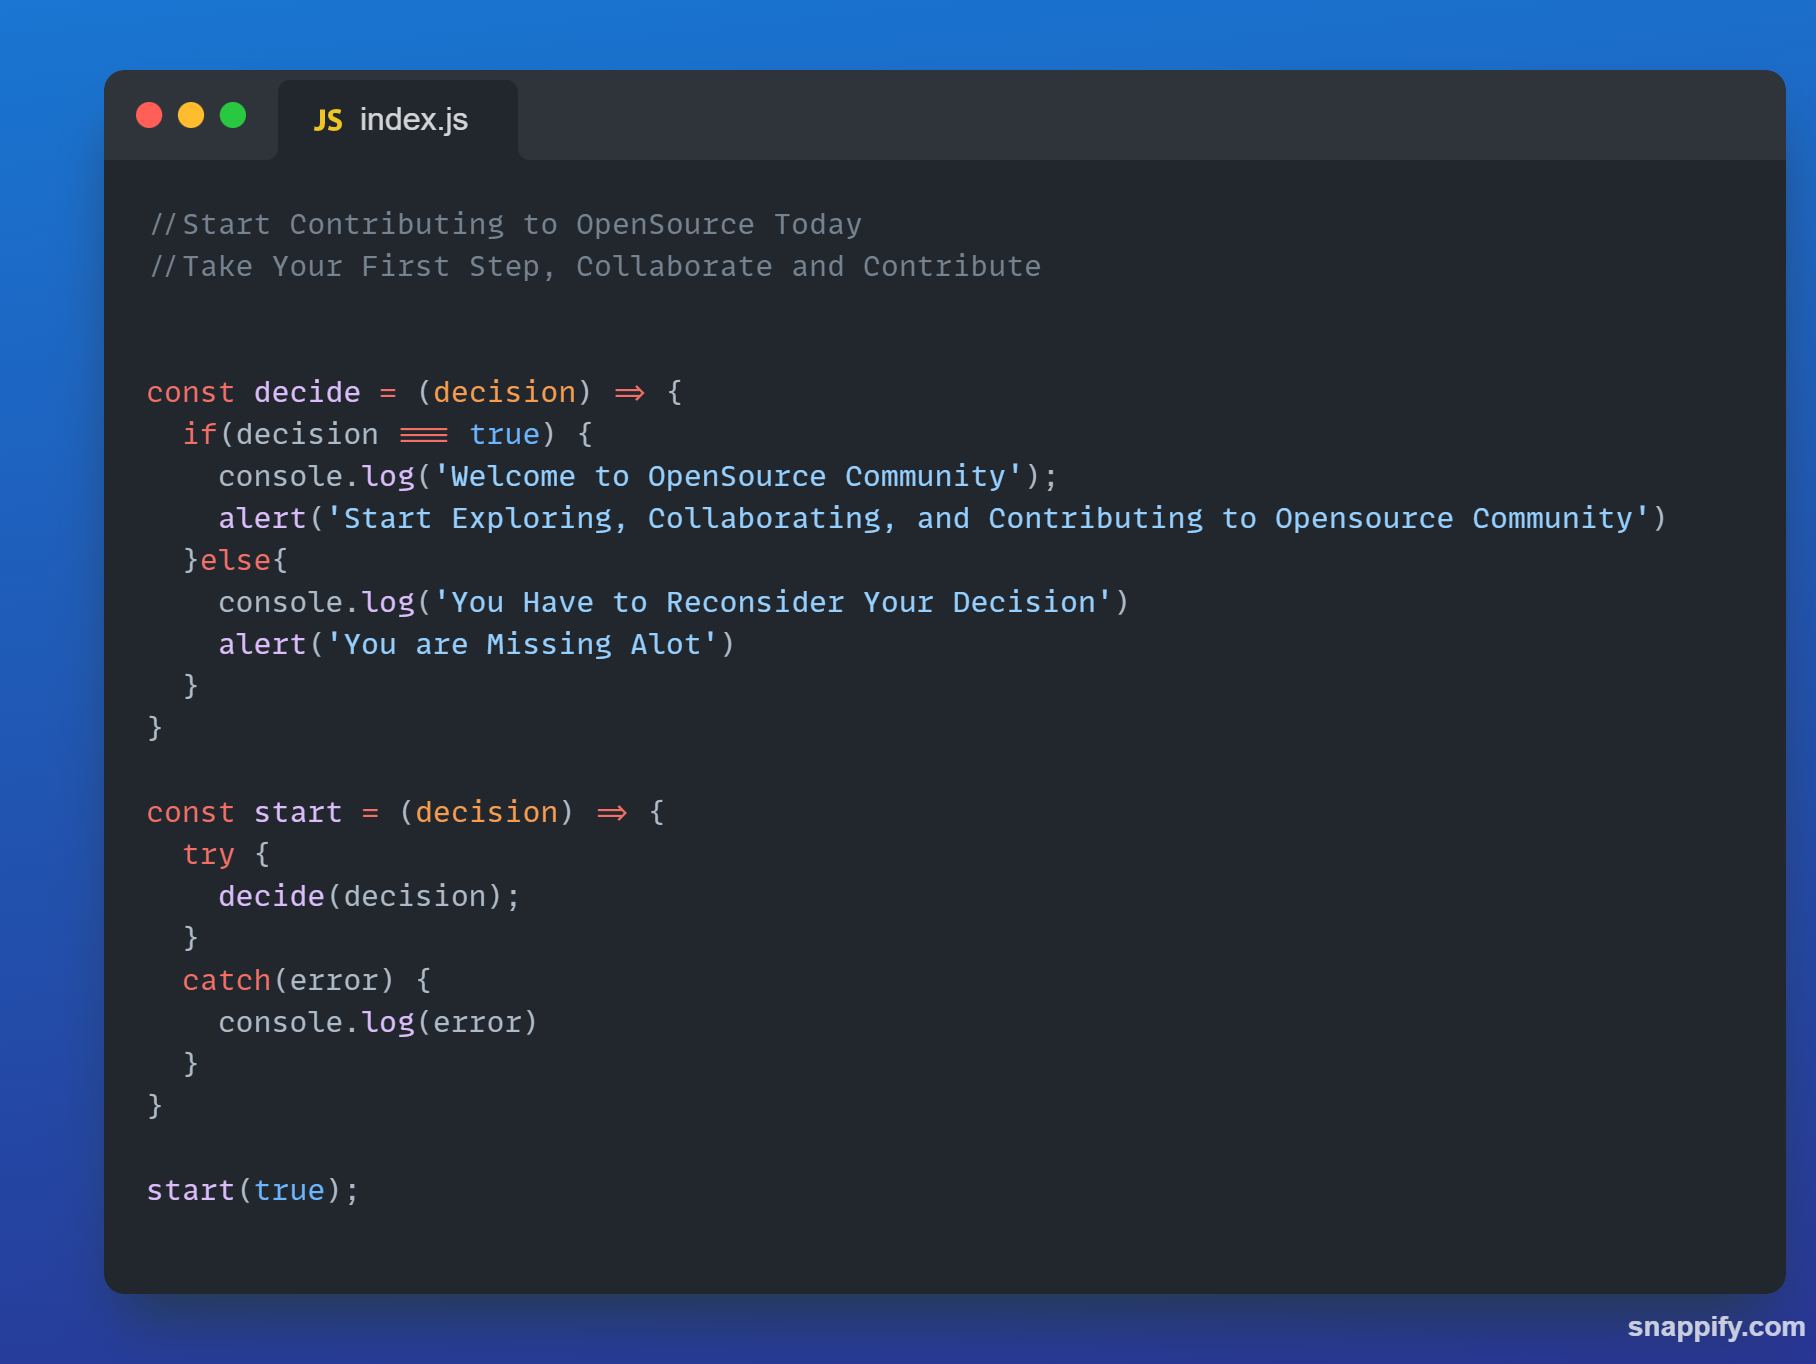 JS index.js
//Start Contributing to OpenSource Today
//Take Your First Step, Collaborate and Contribute
const decide = (decision) => {
if(decision === true) {
console.log('Welcome to OpenSource Community');
alert('Start Exploring, Collaborating, and Contributing to Opensource Community')
}else{
console.log('You Have to Reconsider Your Decision')
alert('You are Missing Alot')
}
}
const start = (decision) => {
try {
decide(decision);
}
catch(error) {
console.log(error)
}
}
start(true);
snappify.com